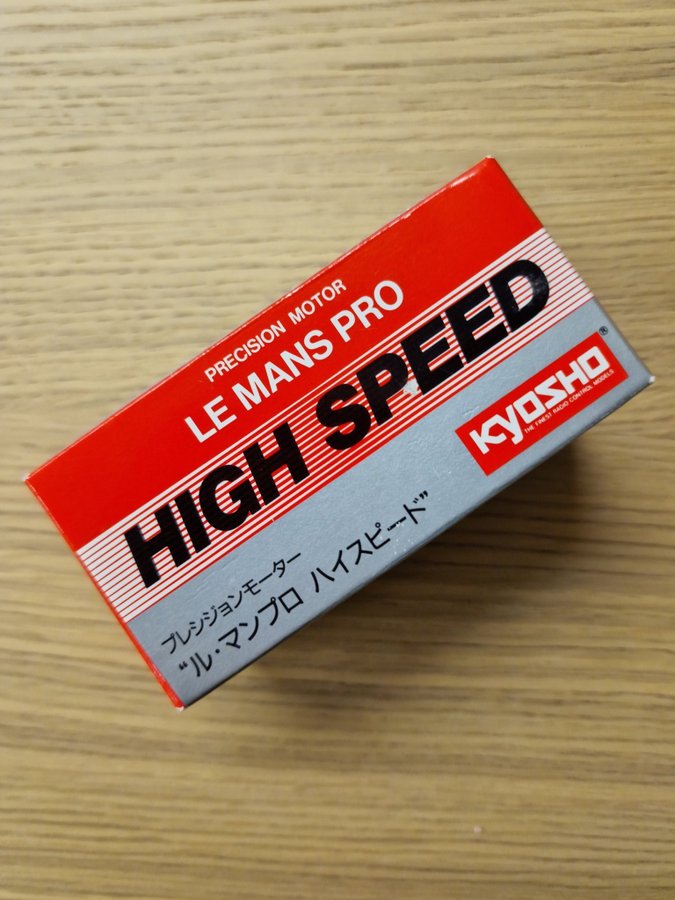 PRECISION MOTOR
LE MANS PRO
HIGH SPEED
KYOSHO®
THE FINEST RADIO CONTROL MODELS
プレシジョンモーター
“ル・マンプロ ハイスピード”